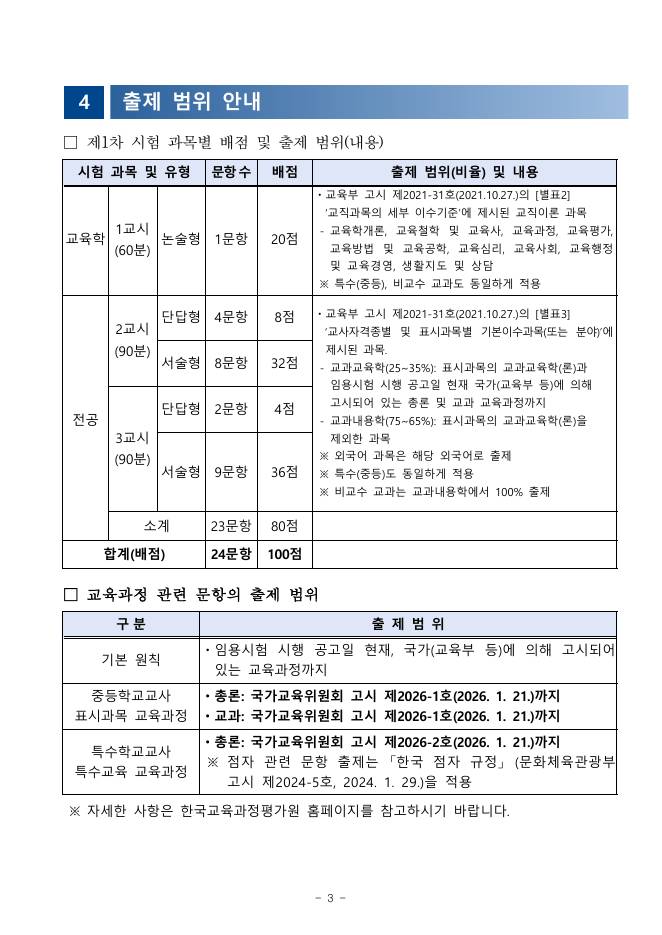 4 출제 범위 안내
□ 제1차 시험 과목별 배점 및 출제 범위(내용)
시험 과목 및 유형 문항수 배점 출제 범위(비율) 및 내용
교육학 1교시 (60분) 논술형 1문항 20점
・교육부 고시 제2021-31호(2021.10.27.)의 [별표2]
'교직과목의 세부 이수기준'에 제시된 교직이론 과목
- 교육학개론, 교육철학 및 교육사, 교육과정, 교육평가,
교육방법 및 교육공학, 교육심리, 교육사회, 교육행정
및 교육경영, 생활지도 및 상담
※ 특수(중등), 비교수 교과도 동일하게 적용
전공
2교시 (90분)
단답형 4문항 8점
서술형 8문항 32점
3교시 (90분)
단답형 2문항 4점
서술형 9문항 36점
・교육부 고시 제2021-31호(2021.10.27.)의 [별표3]
'교사자격종별 및 표시과목별 기본이수과목(또는 분야)'에
제시된 과목.
- 교과교육학(25~35%): 표시과목의 교과교육학(론)과
임용시험 시행 공고일 현재 국가(교육부 등)에 의해
고시되어 있는 총론 및 교과 교육과정까지
- 교과내용학(75~65%): 표시과목의 교과교육학(론)을
제외한 과목
※ 외국어 과목은 해당 외국어로 출제
※ 특수(중등)도 동일하게 적용
※ 비교수 교과는 교과내용학에서 100% 출제
소계 23문항 80점
합계(배점) 24문항 100점
□ 교육과정 관련 문항의 출제 범위
구분 출 제 범 위
기본 원칙
・임용시험 시행 공고일 현재, 국가(교육부 등)에 의해 고시되어
있는 교육과정까지
중등학교교사
표시과목 교육과정
・총론: 국가교육위원회 고시 제2026-1호(2026. 1. 21.)까지
・교과: 국가교육위원회 고시 제2026-1호(2026. 1. 21.)까지
특수학교교사
특수교육 교육과정
・총론: 국가교육위원회 고시 제2026-2호(2026. 1. 21.)까지
※ 점자 관련 문항 출제는 「한국 점자 규정」 (문화체육관광부
고시 제2024-5호, 2024. 1. 29.)을 적용
※ 자세한 사항은 한국교육과정평가원 홈페이지를 참고하시기 바랍니다.
- 3 -